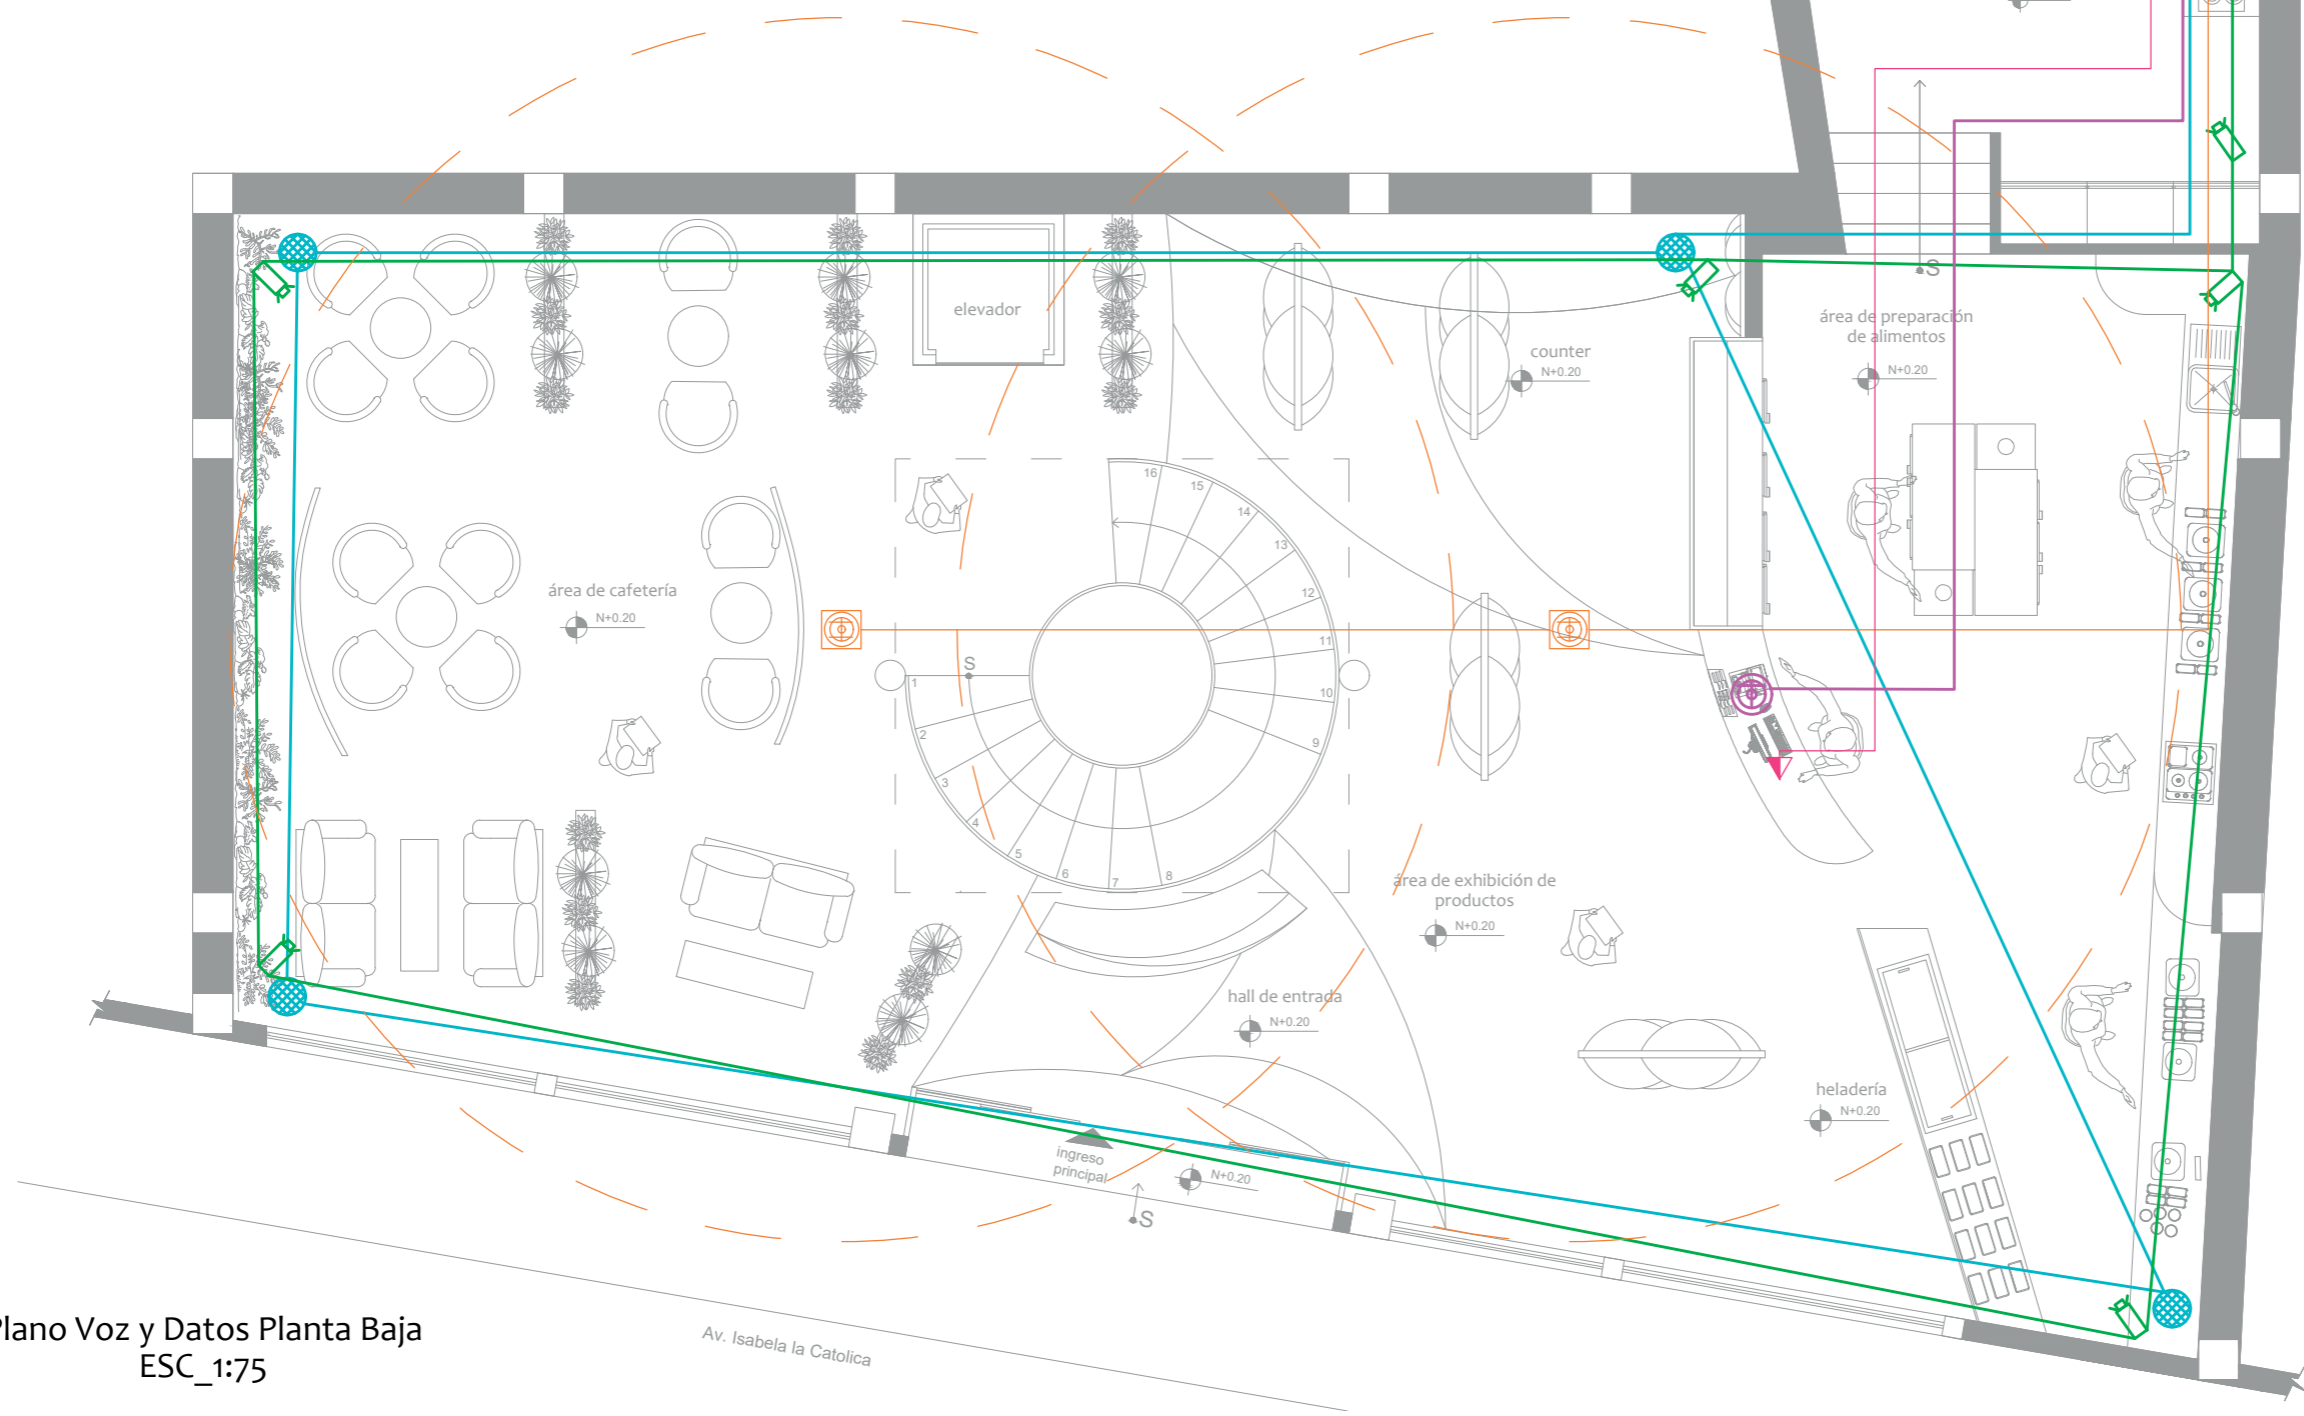 S
elevador
área de preparación
de alimentos
N+0.20
counter
N+0.20
16
15
14
13
12
11
10
9
8
7
6
5
4
3
2
1
S
área de cafetería
N+0.20
área de exhibición de
productos
N+0.20
hall de entrada
N+0.20
heladería
N+0.20
ingreso
principal
N+0.20
S
Plano Voz y Datos Planta Baja
ESC_1:75
Av. Isabela la Catolica